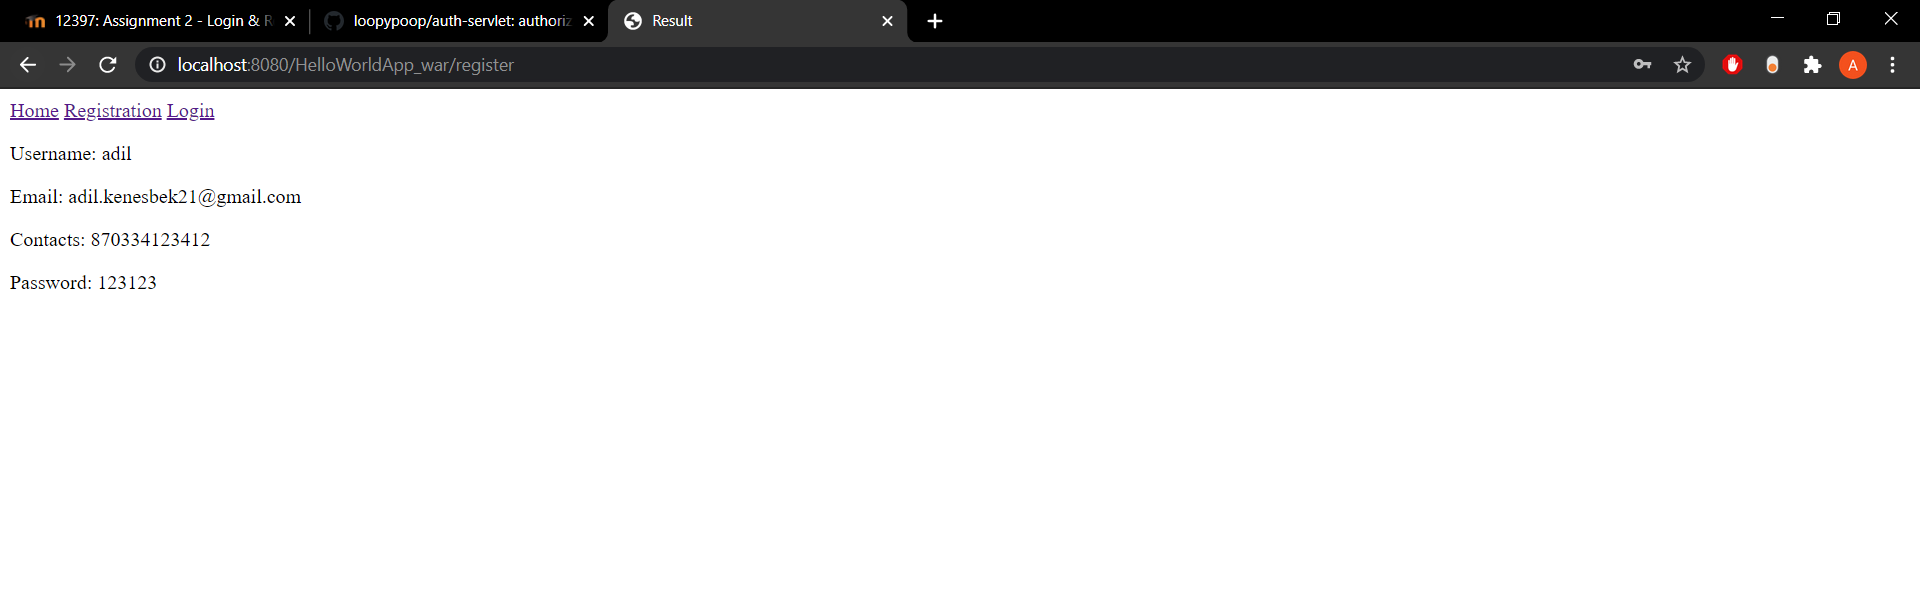 12397: Assignment 2 - Login & R
loopypoop/auth-servlet: authoriz
Result
localhost:8080/HelloWorldApp_war/register
A
Home Registration Login
Username: adil
Email: adil.kenesbek21@gmail.com
Contacts: 870334123412
Password: 123123